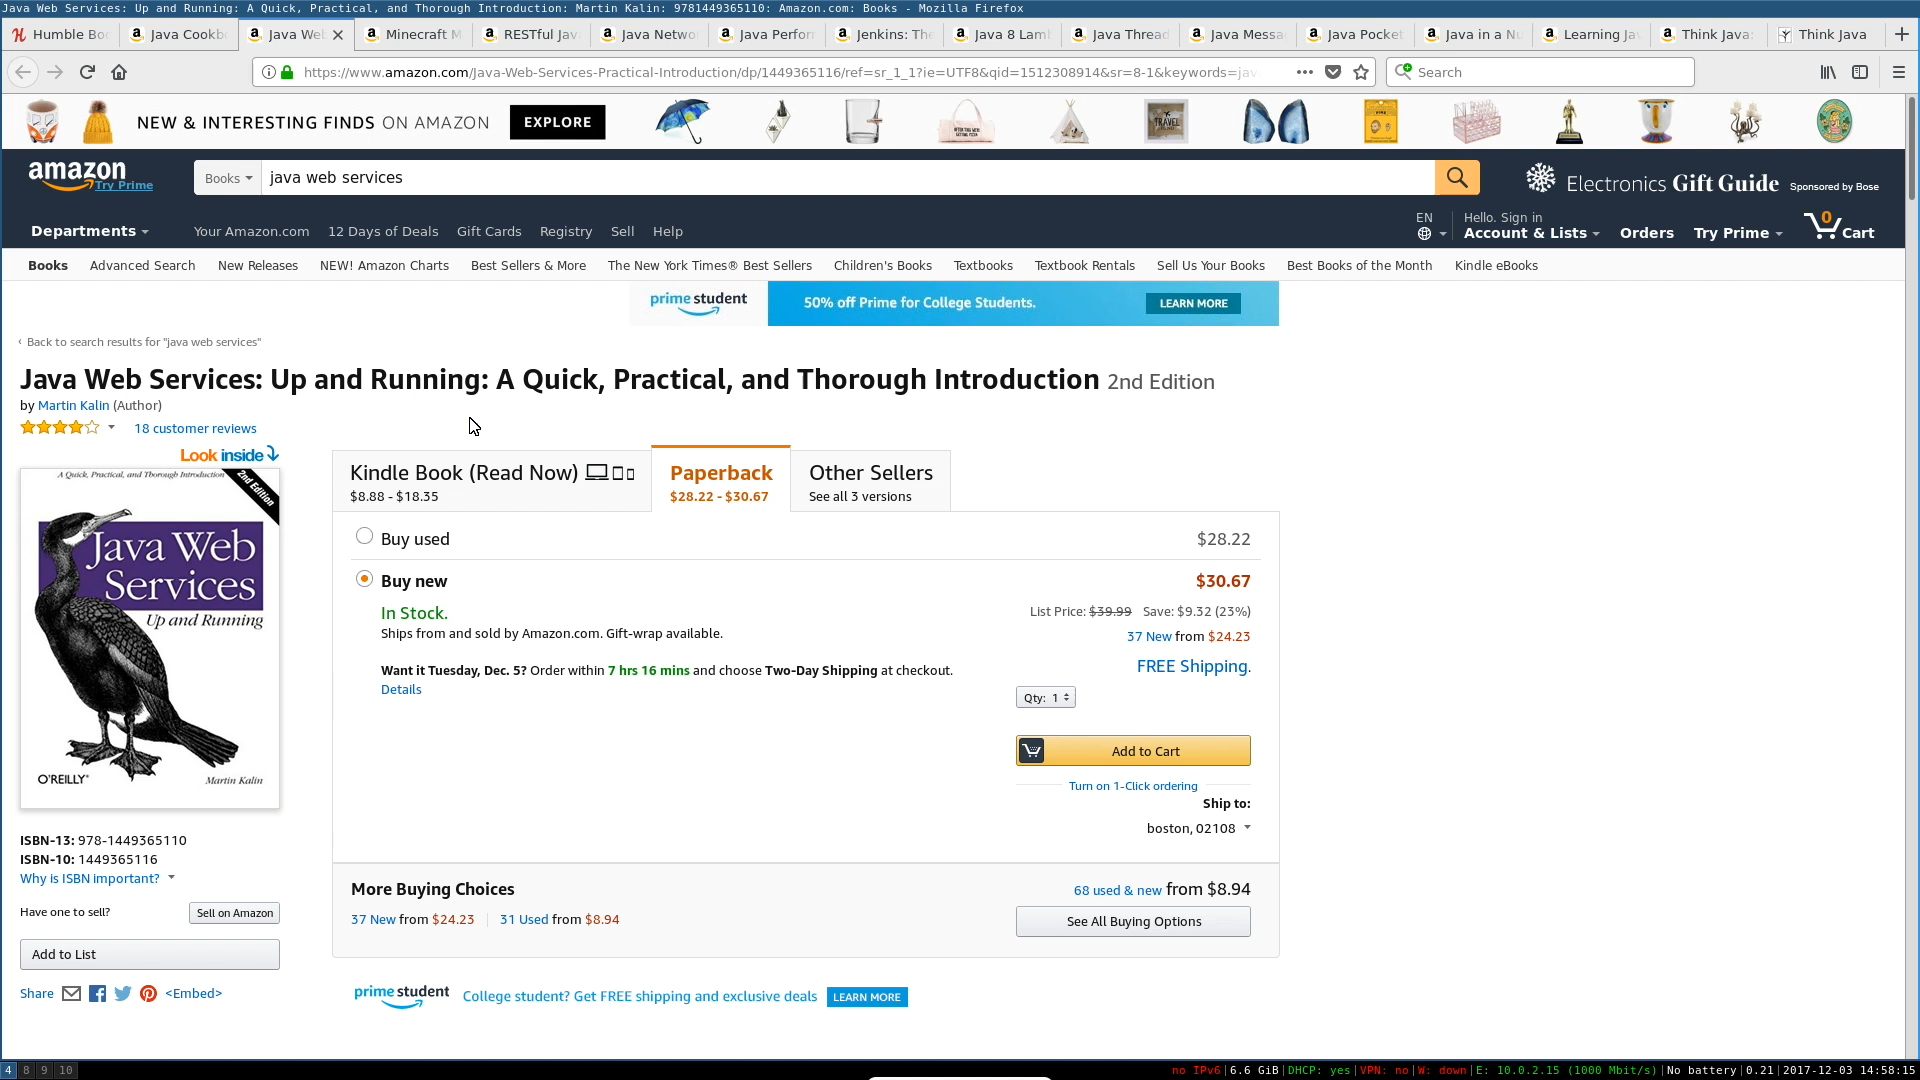 Java Web Services: Up and Running: A Quick, Practical, and Thorough Introduction: Martin Kalin: 9781449365110: Amazon.com: Books - Mozilla Firefox
Humble Bo
Java Cookb
Java Web
Minecraft M
RESTful Jav
Java Netwo
Java Perfor
Jenkins: The
Java 8 Lamb
Java Thread
Java Messa
Java Pocket
Java in a Nu
Learning Ja
Think Java:
Think Java
https://www.amazon.com/Java-Web-Services-Practical-Introduction/dp/1449365116/ref=sr_1_1?ie=UTF8&qid=1512308914&sr=8-1&keywords=jav
Search
NEW & INTERESTING FINDS ON AMAZON
EXPLORE
TRAVEL
amazon
Try Prime
Books
java web services
Electronics Gift Guide
Sponsored by Bose
Departments
Your Amazon.com
12 Days of Deals
Gift Cards
Registry
Sell
Help
EN
Hello. Sign in
Account & Lists
Orders
Try Prime
0
Cart
Books
Advanced Search
New Releases
NEW! Amazon Charts
Best Sellers & More
The New York Times® Best Sellers
Children's Books
Textbooks
Textbook Rentals
Sell Us Your Books
Best Books of the Month
Kindle eBooks
prime student
50% off Prime for College Students.
LEARN MORE
‹ Back to search results for "java web services"
Java Web Services: Up and Running: A Quick, Practical, and Thorough Introduction 2nd Edition
by Martin Kalin (Author)
18 customer reviews
Look inside
A Quick, Practical, and Thorough Introduction
2nd Edition
Java Web
Services
Up and Running
O'REILLY®
Martin Kalin
Kindle Book (Read Now)
$8.88 - $18.35
Paperback
$28.22 - $30.67
Other Sellers
See all 3 versions
Buy used
$28.22
Buy new
$30.67
In Stock.
List Price: $39.99 Save: $9.32 (23%)
Ships from and sold by Amazon.com. Gift-wrap available.
37 New from $24.23
FREE Shipping.
Want it Tuesday, Dec. 5? Order within 7 hrs 16 mins and choose Two-Day Shipping at checkout.
Details
Qty: 1
Add to Cart
Turn on 1-Click ordering
Ship to:
boston, 02108
ISBN-13: 978-1449365110
ISBN-10: 1449365116
Why is ISBN important?
Have one to sell?
Sell on Amazon
Add to List
Share
<Embed>
More Buying Choices
68 used & new from $8.94
37 New from $24.23
31 Used from $8.94
See All Buying Options
prime student
College student? Get FREE shipping and exclusive deals
LEARN MORE
4 8 9 10
no IPv6|6.6 GiB|DHCP: yes|VPN: no|W: down|E: 10.0.2.15 (1000 Mbit/s)|No battery|0.21|2017-12-03 14:58:15